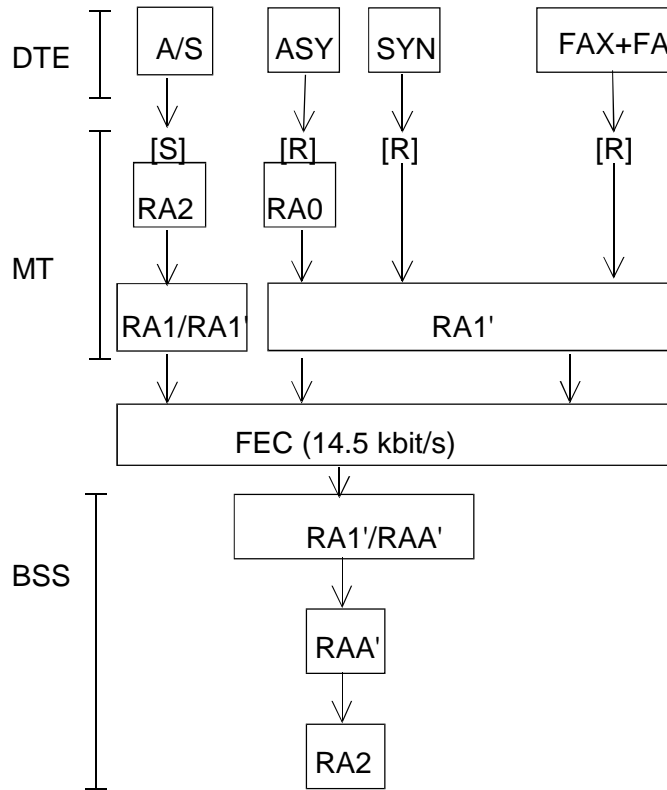 DTE A/S ASY SYN FAX+FA
[S] [R] [R] [R]
RA2 RA0
MT
RA1/RA1' RA1'
FEC (14.5 kbit/s)
RA1'/RAA'
BSS
RAA'
RA2